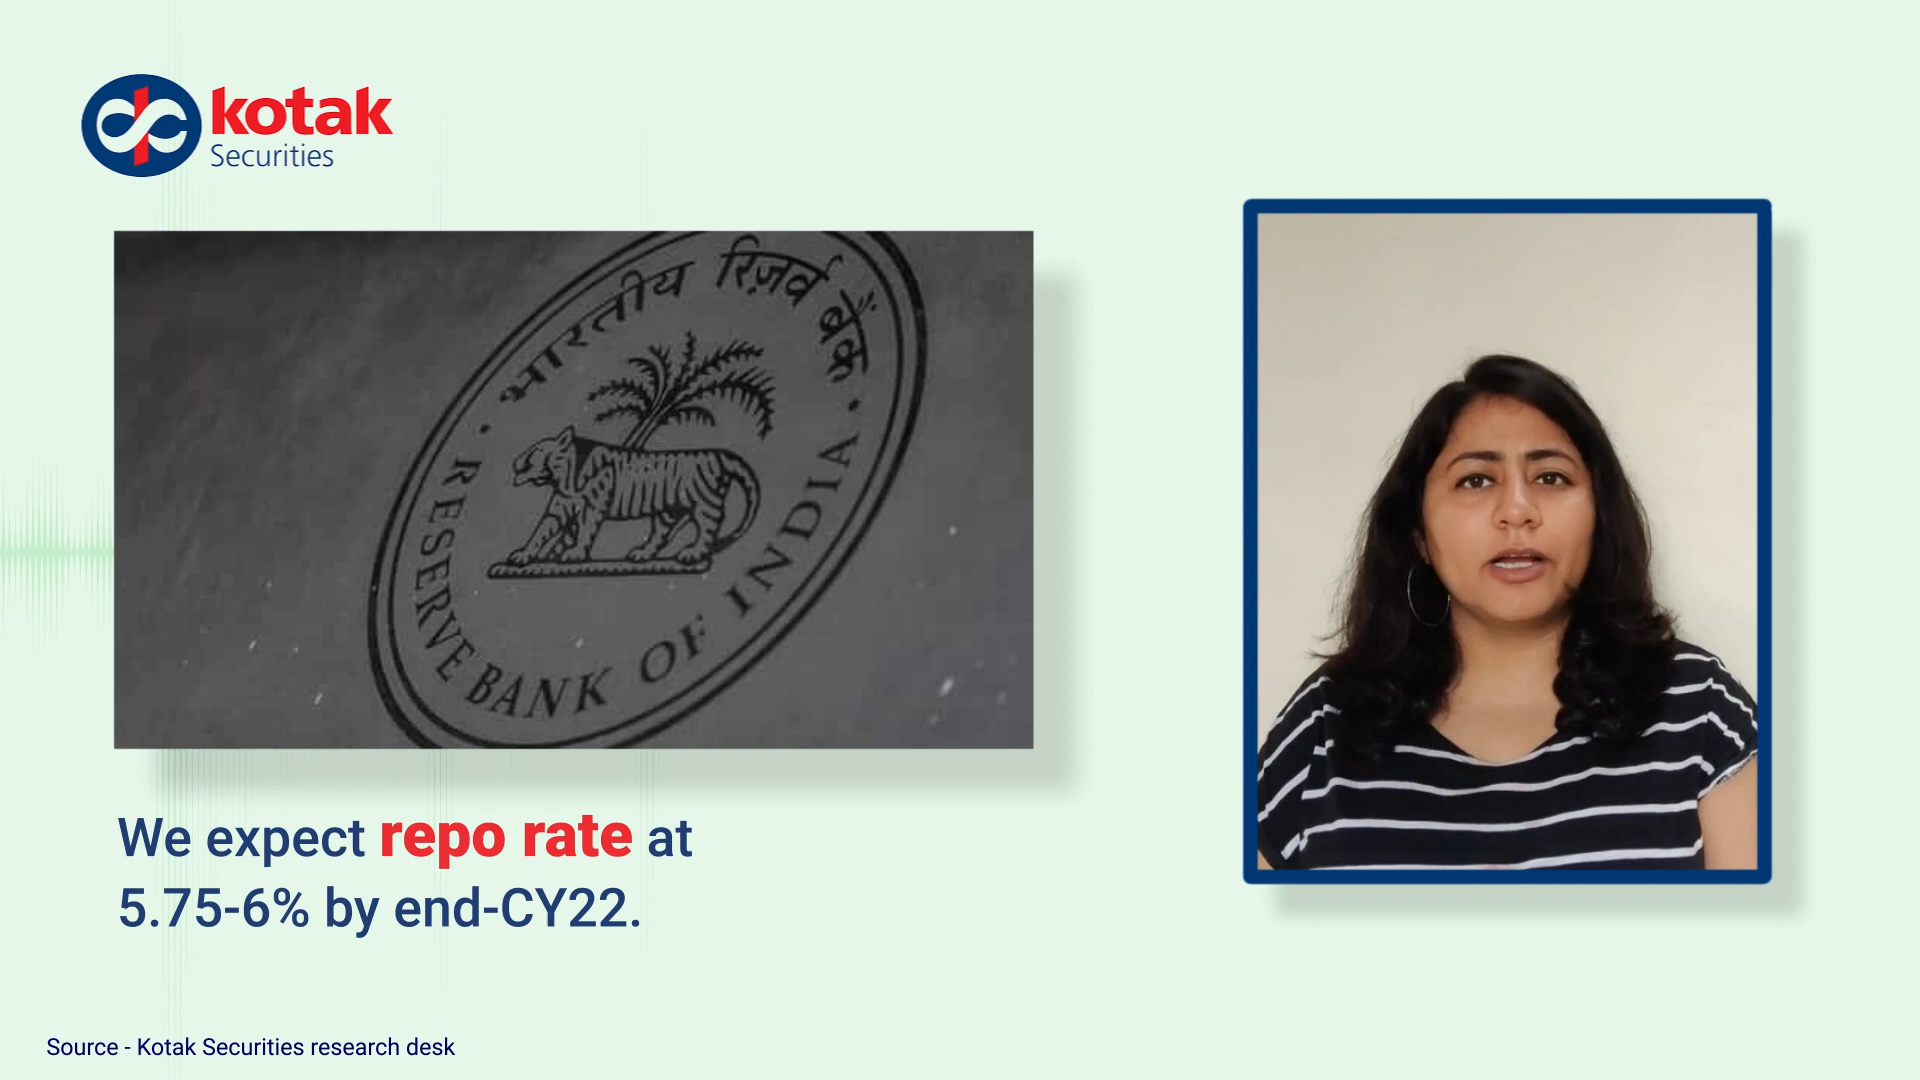 kotak
Securities
भारतीय रिज़र्व बैंक
RESERVE BANK OF INDIA
We expect repo rate at
5.75-6% by end-CY22.
Source - Kotak Securities research desk